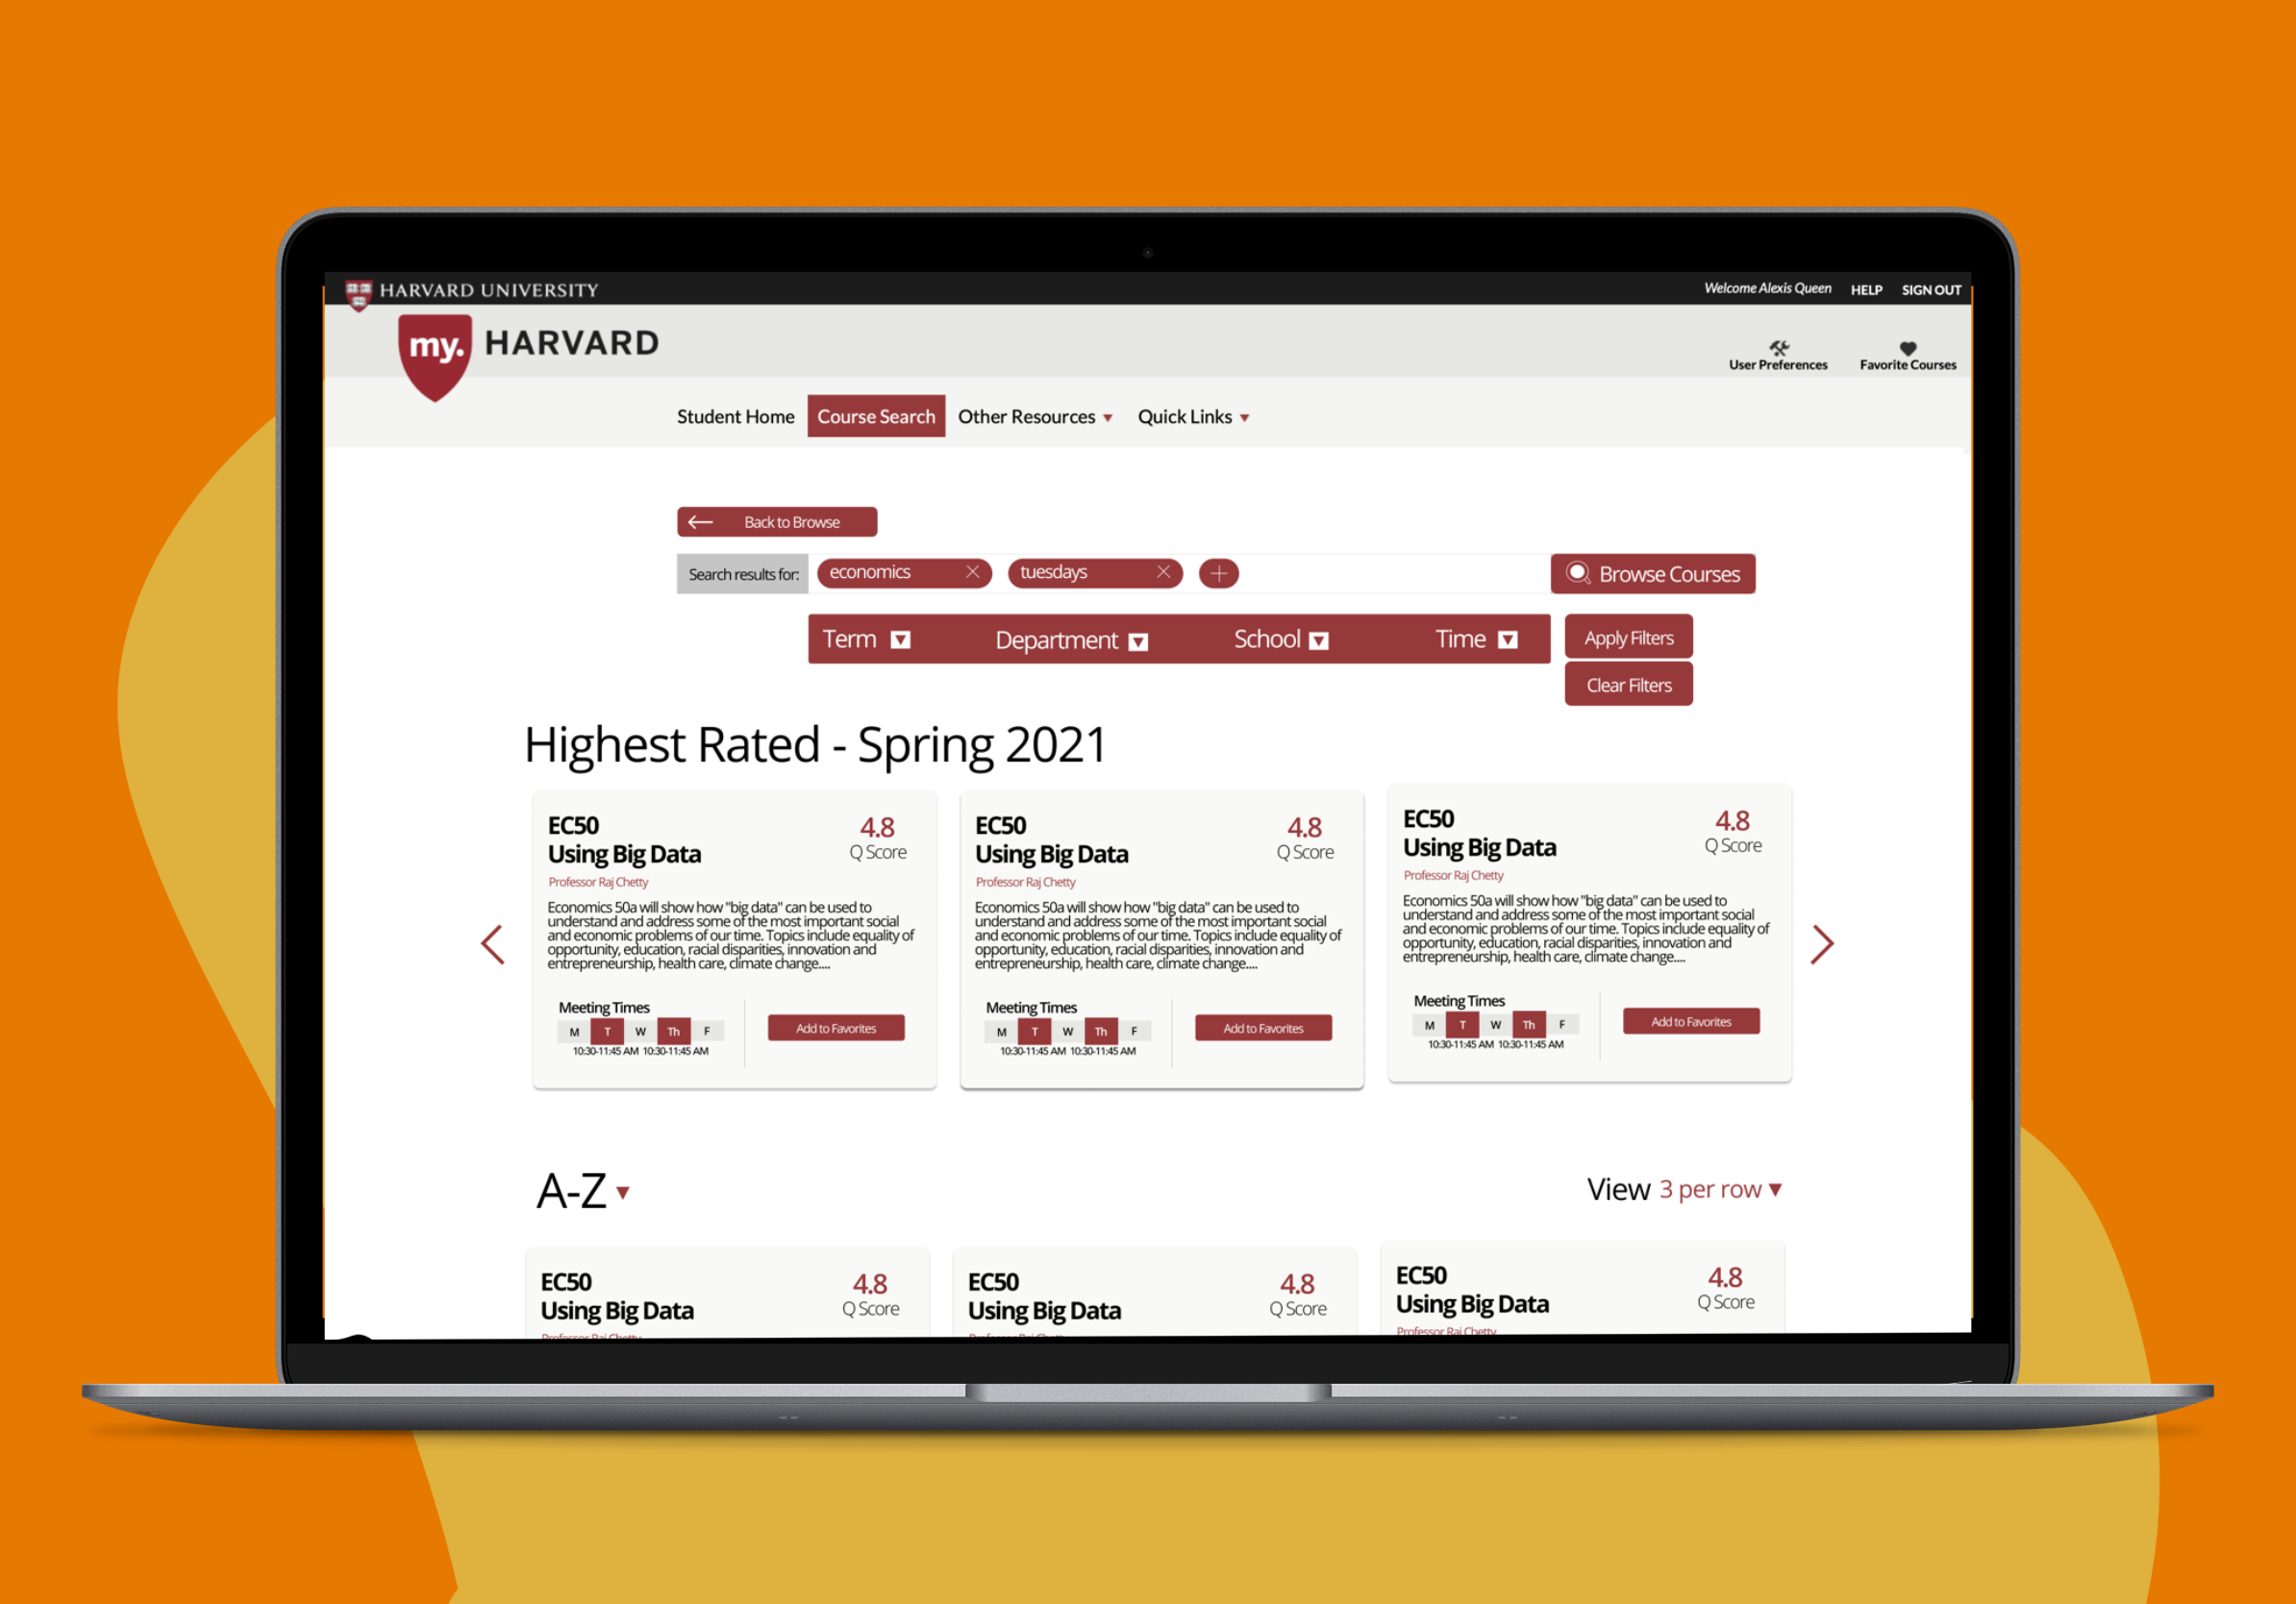 HARVARD UNIVERSITY
Welcome Alexis Queen HELP SIGN OUT
my. HARVARD
User Preferences Favorite Courses
Student Home Course Search Other Resources Quick Links
Back to Browse
Search results for: economics tuesdays Browse Courses
Term Department School Time Apply Filters
Clear Filters
Highest Rated - Spring 2021
EC50
Using Big Data
4.8
Q Score
Professor Raj Chetty
Economics 50a will show how "big data" can be used to
understand and address some of the most important social
and economic problems of our time. Topics include equality of
opportunity, education, racial disparities, innovation and
entrepreneurship, health care, climate change....
Meeting Times
M T W Th F
10:30-11:45 AM 10:30-11:45 AM
Add to Favorites
EC50
Using Big Data
4.8
Q Score
Professor Raj Chetty
Economics 50a will show how "big data" can be used to
understand and address some of the most important social
and economic problems of our time. Topics include equality of
opportunity, education, racial disparities, innovation and
entrepreneurship, health care, climate change....
Meeting Times
M T W Th F
10:30-11:45 AM 10:30-11:45 AM
Add to Favorites
EC50
Using Big Data
4.8
Q Score
Professor Raj Chetty
Economics 50a will show how "big data" can be used to
understand and address some of the most important social
and economic problems of our time. Topics include equality of
opportunity, education, racial disparities, innovation and
entrepreneurship, health care, climate change....
Meeting Times
M T W Th F
10:30-11:45 AM 10:30-11:45 AM
Add to Favorites
A-Z
View 3 per row
EC50
Using Big Data
4.8
Q Score
Professor Raj Chetty
EC50
Using Big Data
4.8
Q Score
Professor Raj Chetty
EC50
Using Big Data
4.8
Q Score
Professor Raj Chetty